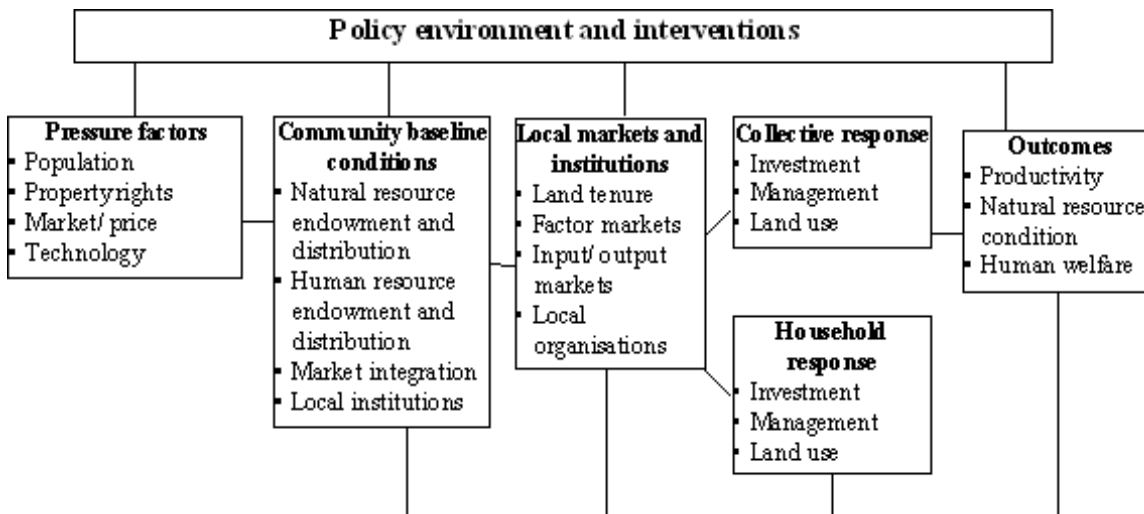 Policy environment and interventions
Pressure factors
▪ Population
▪ Propertyrights
▪ Market/ price
▪ Technology
Community baseline
conditions
▪ Natural resource
endowment and
distribution
▪ Human resource
endowment and
distribution
▪ Market integration
▪ Local institutions
Local markets and
institutions
▪ Land tenure
▪ Factor markets
▪ Input/ output
markets
▪ Local
organisations
Collective response
▪ Investment
▪ Management
▪ Land use
Household
response
▪ Investment
▪ Management
▪ Land use
Outcomes
▪ Productivity
▪ Natural resource
condition
▪ Human welfare